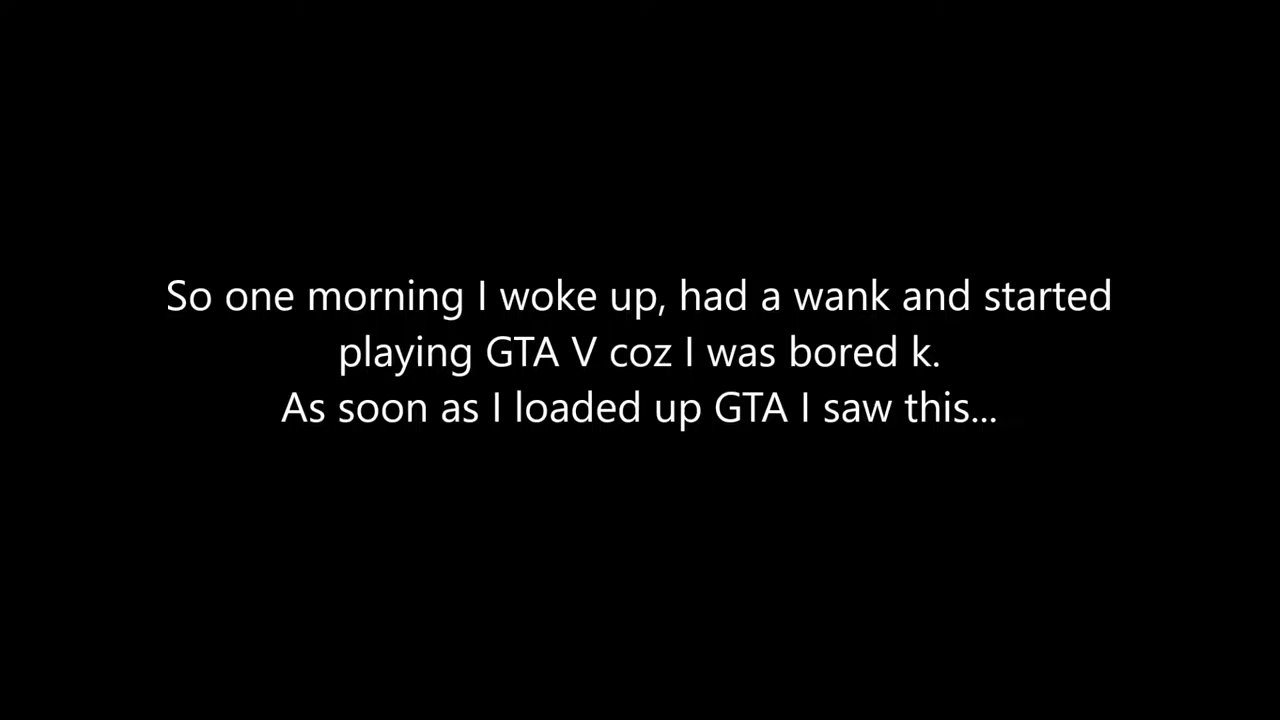 So one morning I woke up, had a wank and started
playing GTA V coz I was bored k.
As soon as I loaded up GTA I saw this...